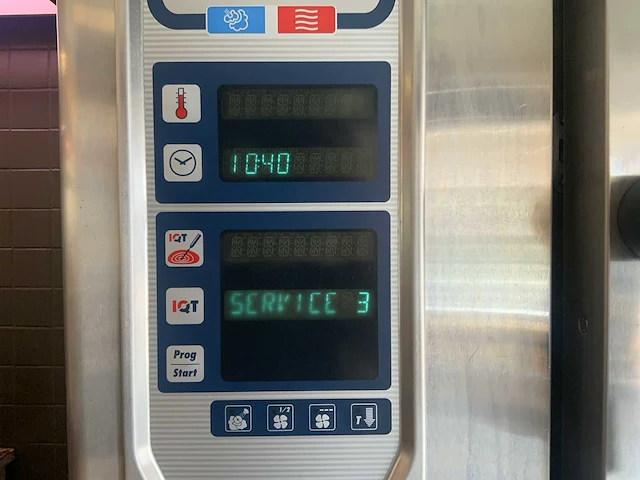 1040
IQT
SERVICE 3
IQT
Prog
Start
1/2
T